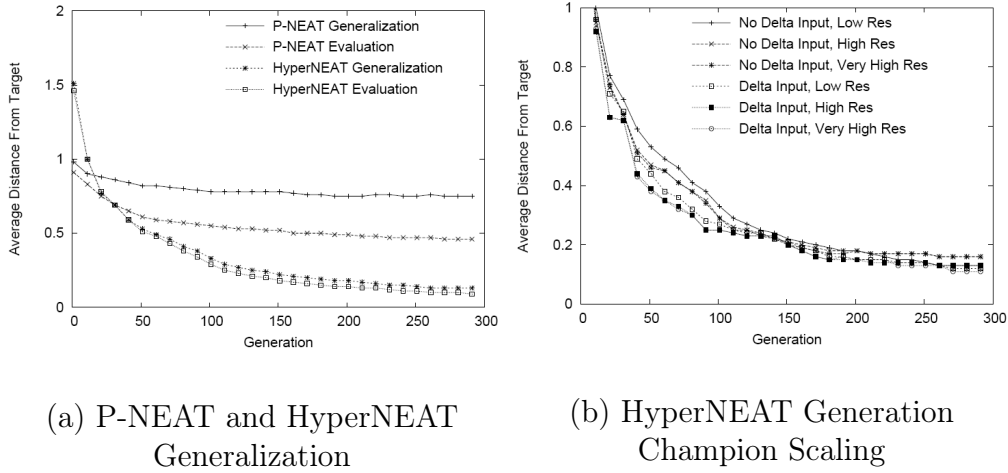 2
1.5
1
0.5
0
Average Distance From Target
P-NEAT Generalization
P-NEAT Evaluation
HyperNEAT Generalization
HyperNEAT Evaluation
0
50
100
150
200
250
300
Generation
(a) P-NEAT and HyperNEAT
Generalization
1
0.8
0.6
0.4
0.2
0
Average Distance From Target
No Delta Input, Low Res
No Delta Input, High Res
No Delta Input, Very High Res
Delta Input, Low Res
Delta Input, High Res
Delta Input, Very High Res
0
50
100
150
200
250
300
Generation
(b) HyperNEAT Generation
Champion Scaling